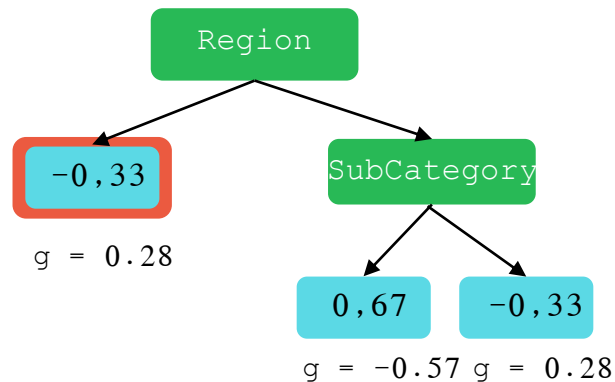 Region
-0,33
SubCategory
g = 0.28
0,67
-0,33
g = -0.57
g = 0.28